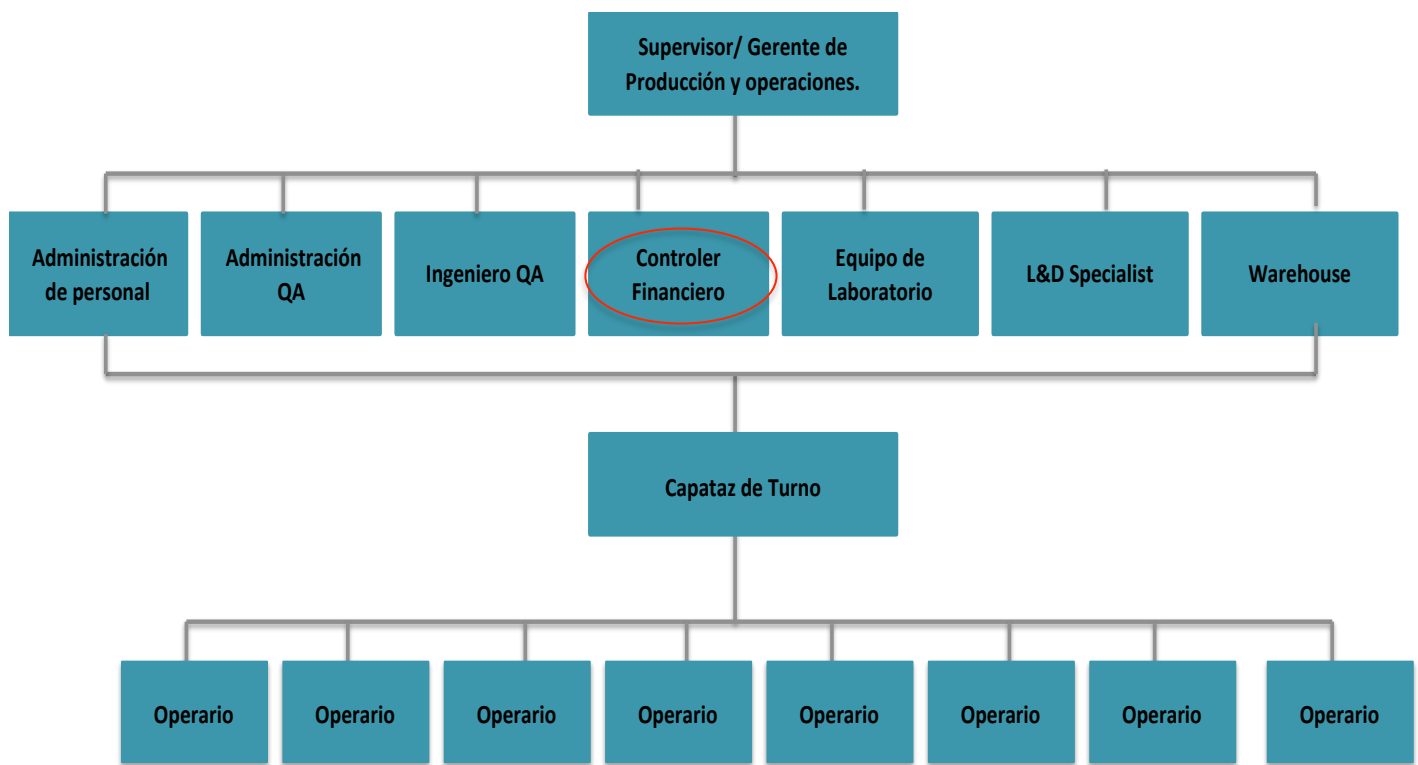 Supervisor/ Gerente de
Producción y operaciones.
Administración
de personal
Administración
QA
Ingeniero QA
Controler
Financiero
Equipo de
Laboratorio
L&D Specialist
Warehouse
Capataz de Turno
Operario
Operario
Operario
Operario
Operario
Operario
Operario
Operario